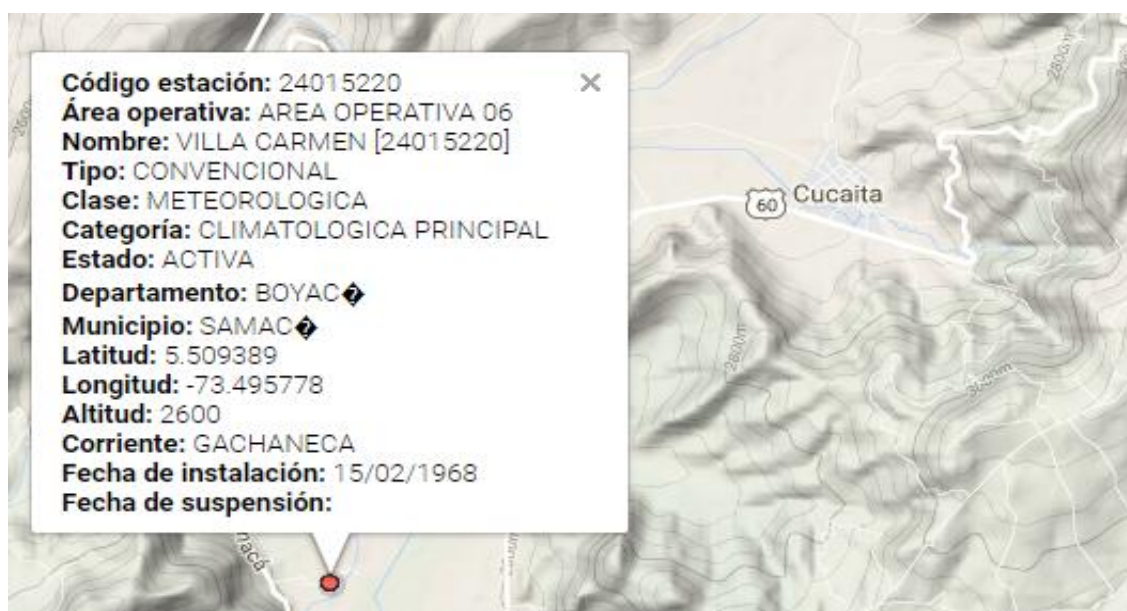 Código estación: 24015220
Área operativa: AREA OPERATIVA 06
Nombre: VILLA CARMEN [24015220]
Tipo: CONVENCIONAL
Clase: METEOROLOGICA
Categoría: CLIMATOLOGICA PRINCIPAL
Estado: ACTIVA
Departamento: BOYAC�
Municipio: SAMAC�
Latitud: 5.509389
Longitud: -73.495778
Altitud: 2600
Corriente: GACHANECA
Fecha de instalación: 15/02/1968
Fecha de suspensión:
60
Cucaita
2800m
2800m